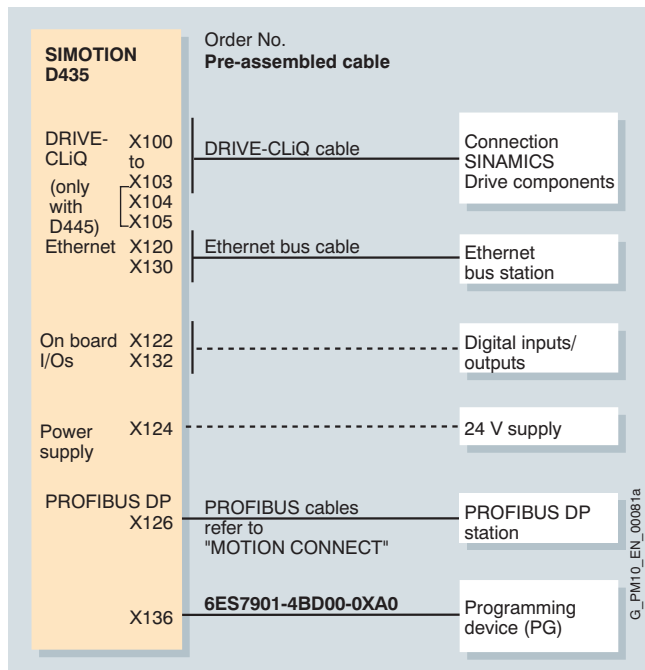 SIMOTION
D435
Order No.
Pre-assembled cable
DRIVE-
CLiQ
(only
with
D445)
X100
to
X103
X104
X105
DRIVE-CLiQ cable
Connection
SINAMICS
Drive components
Ethernet X120
X130
Ethernet bus cable
Ethernet
bus station
On board X122
I/Os X132
Digital inputs/
outputs
Power
supply
X124
24 V supply
PROFIBUS DP
X126
PROFIBUS cables
refer to
"MOTION CONNECT"
PROFIBUS DP
station
X136
6ES7901-4BD00-0XA0
Programming
device (PG)
G_PM10_EN_00081a